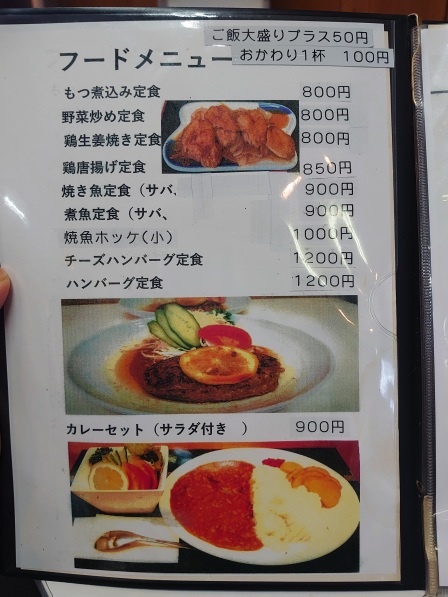 ご飯大盛りプラス50円
おかわり1杯 100円
フードメニュー
もつ煮込み定食 800円
野菜炒め定食 800円
鶏生姜焼き定食 800円
鶏唐揚げ定食 850円
焼き魚定食(サバ、 900円
煮魚定食(サバ、 900円
焼魚ホッケ(小) 1000円
チーズハンバーグ定食 1200円
ハンバーグ定食 1200円
カレーセット(サラダ付き ) 900円